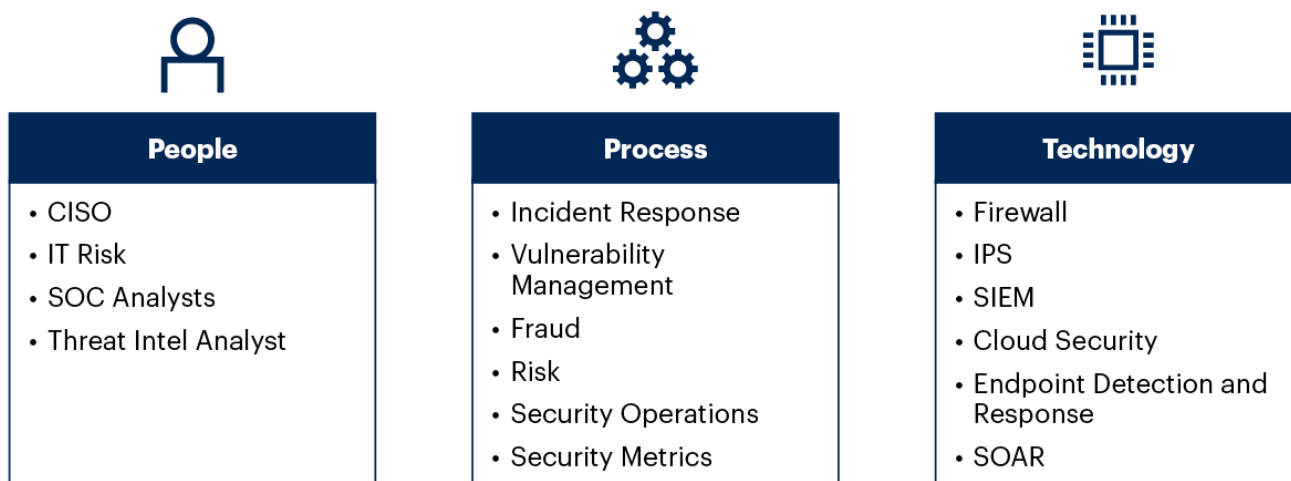 People
• CISO
• IT Risk
• SOC Analysts
• Threat Intel Analyst
Process
• Incident Response
• Vulnerability
Management
• Fraud
• Risk
• Security Operations
• Security Metrics
Technology
• Firewall
• IPS
• SIEM
• Cloud Security
• Endpoint Detection and
Response
• SOAR